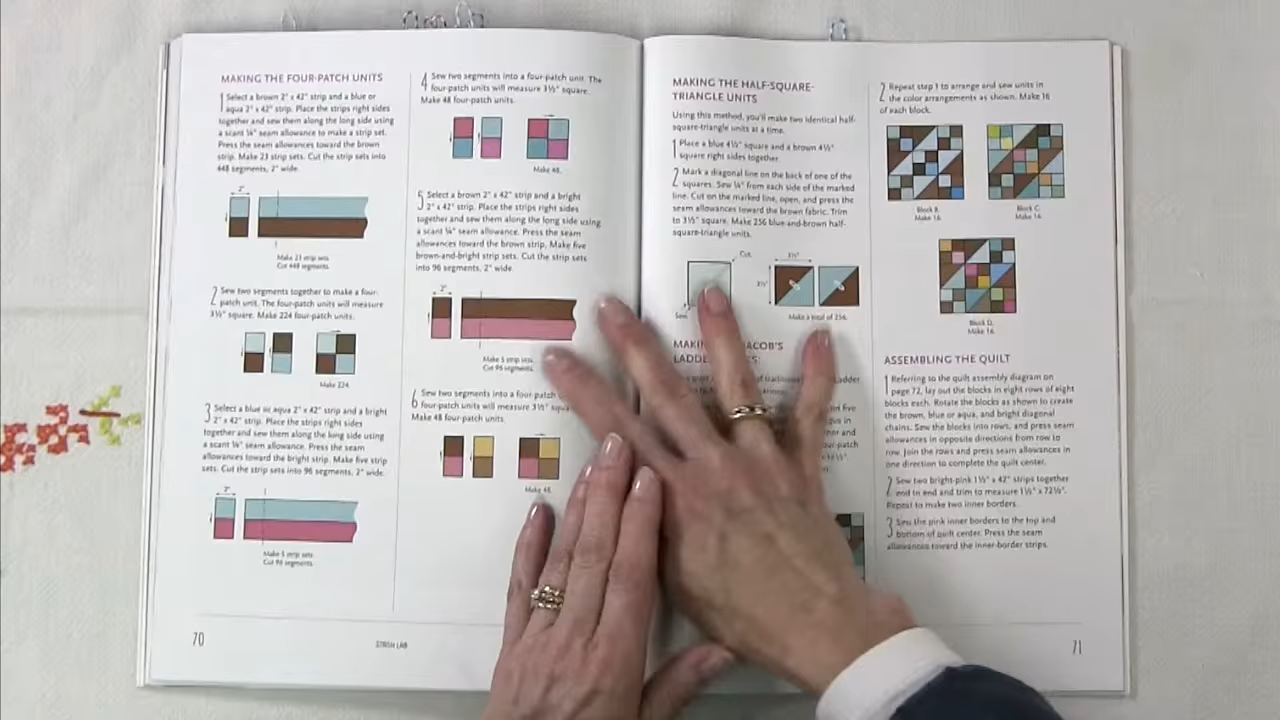 MAKING THE FOUR-PATCH UNITS
1 Select a brown 2" x 42" strip and a blue or
aqua 2" x 42" strip. Place the strips right sides
together and sew them along the long side using
a scant ¼" seam allowance to make a strip set.
Press the seam allowances toward the brown
strip. Make 23 strip sets. Cut the strip sets into
448 segments, 2" wide.
2"
Make 23 strip sets.
Cut 448 segments.
2 Sew two segments together to make a four-
patch unit. The four-patch units will measure
3½" square. Make 224 four-patch units.
Make 224.
3 Select a blue or aqua 2" x 42" strip and a bright
2" x 42" strip. Place the strips right sides
together and sew them along the long side using
a scant ¼" seam allowance. Press the seam
allowances toward the bright strip. Make five strip
sets. Cut the strip sets into 96 segments, 2" wide.
2"
Make 5 strip sets.
Cut 96 segments.
4 Sew two segments into a four-patch unit. The
four-patch units will measure 3½" square.
Make 48 four-patch units.
Make 48.
5 Select a brown 2" x 42" strip and a bright
2" x 42" strip. Place the strips right sides
together and sew them along the long side using
a scant ¼" seam allowance. Press the seam
allowances toward the brown strip. Make five
brown-and-bright strip sets. Cut the strip sets
into 96 segments, 2" wide.
2"
Make 5 strip sets.
Cut 96 segments.
6 Sew two segments into a four-patch
four-patch units will measure 3½" squa
Make 48 four-patch units.
Make 48.
70
MAKING THE HALF-SQUARE-
TRIANGLE UNITS
Using this method, you'll make two identical half-
square-triangle units at a time.
1 Place a blue 4½" square and a brown 4½"
square right sides together.
2 Mark a diagonal line on the back of one of the
squares. Sew ¼" from each side of the marked
line. Cut on the marked line, open, and press the
seam allowances toward the brown fabric. Trim
to 3½" square. Make 256 blue-and-brown half-
square-triangle units.
Cut.
Sew.
3½"
3½"
Make a total of 256.
JACOB'S
of traditional Ladder
five
and
our-patch
2 Repeat step 1 to arrange and sew units in
the color arrangements as shown. Make 16
of each block.
Block B.
Make 16.
Block C.
Make 16.
Block D.
Make 16.
ASSEMBLING THE QUILT
1 Referring to the quilt assembly diagram on
page 72, lay out the blocks in eight rows of eight
blocks each. Rotate the blocks as shown to create
the brown, blue or aqua, and bright diagonal
chains. Sew the blocks into rows, and press seam
allowances in opposite directions from row to
row. Join the rows and press seam allowances in
one direction to complete the quilt center.
2 Sew two bright-pink 1½" x 42" strips together
end to end and trim to measure 1½" x 72½".
Repeat to make two inner borders.
3 Sew the pink inner borders to the top and
bottom of quilt center. Press the seam
allowances toward the inner-border strips.
71